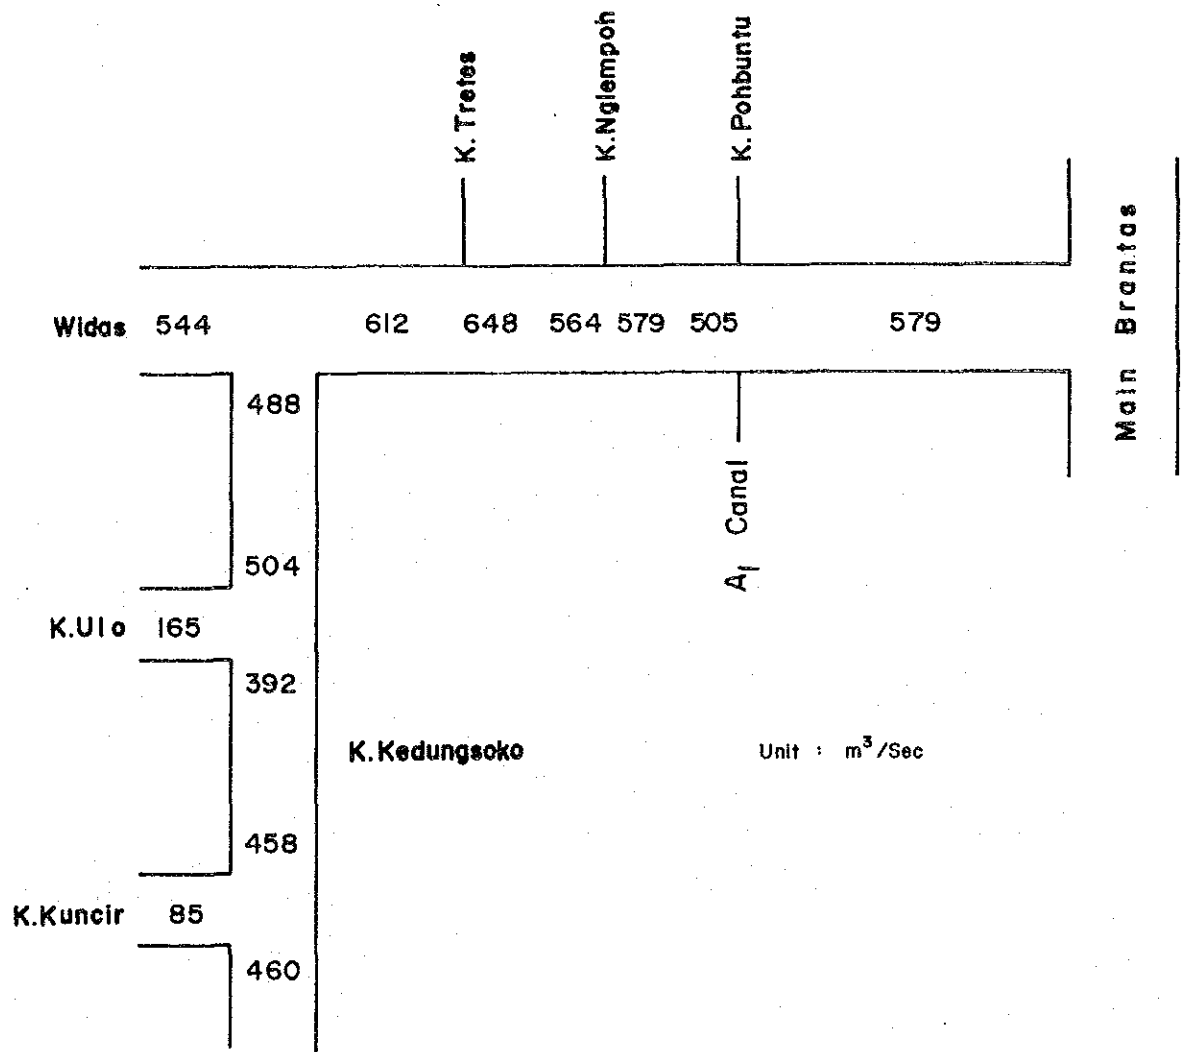 K.Tretes
K.Nglempoh
K.Pohbuntu
Main Brantas
Widas 544 612 648 564 579 505 579
488
A1 Canal
504
K.Ulo 165
392
K.Kedungsoko Unit : m³/Sec
458
K.Kuncir 85
460